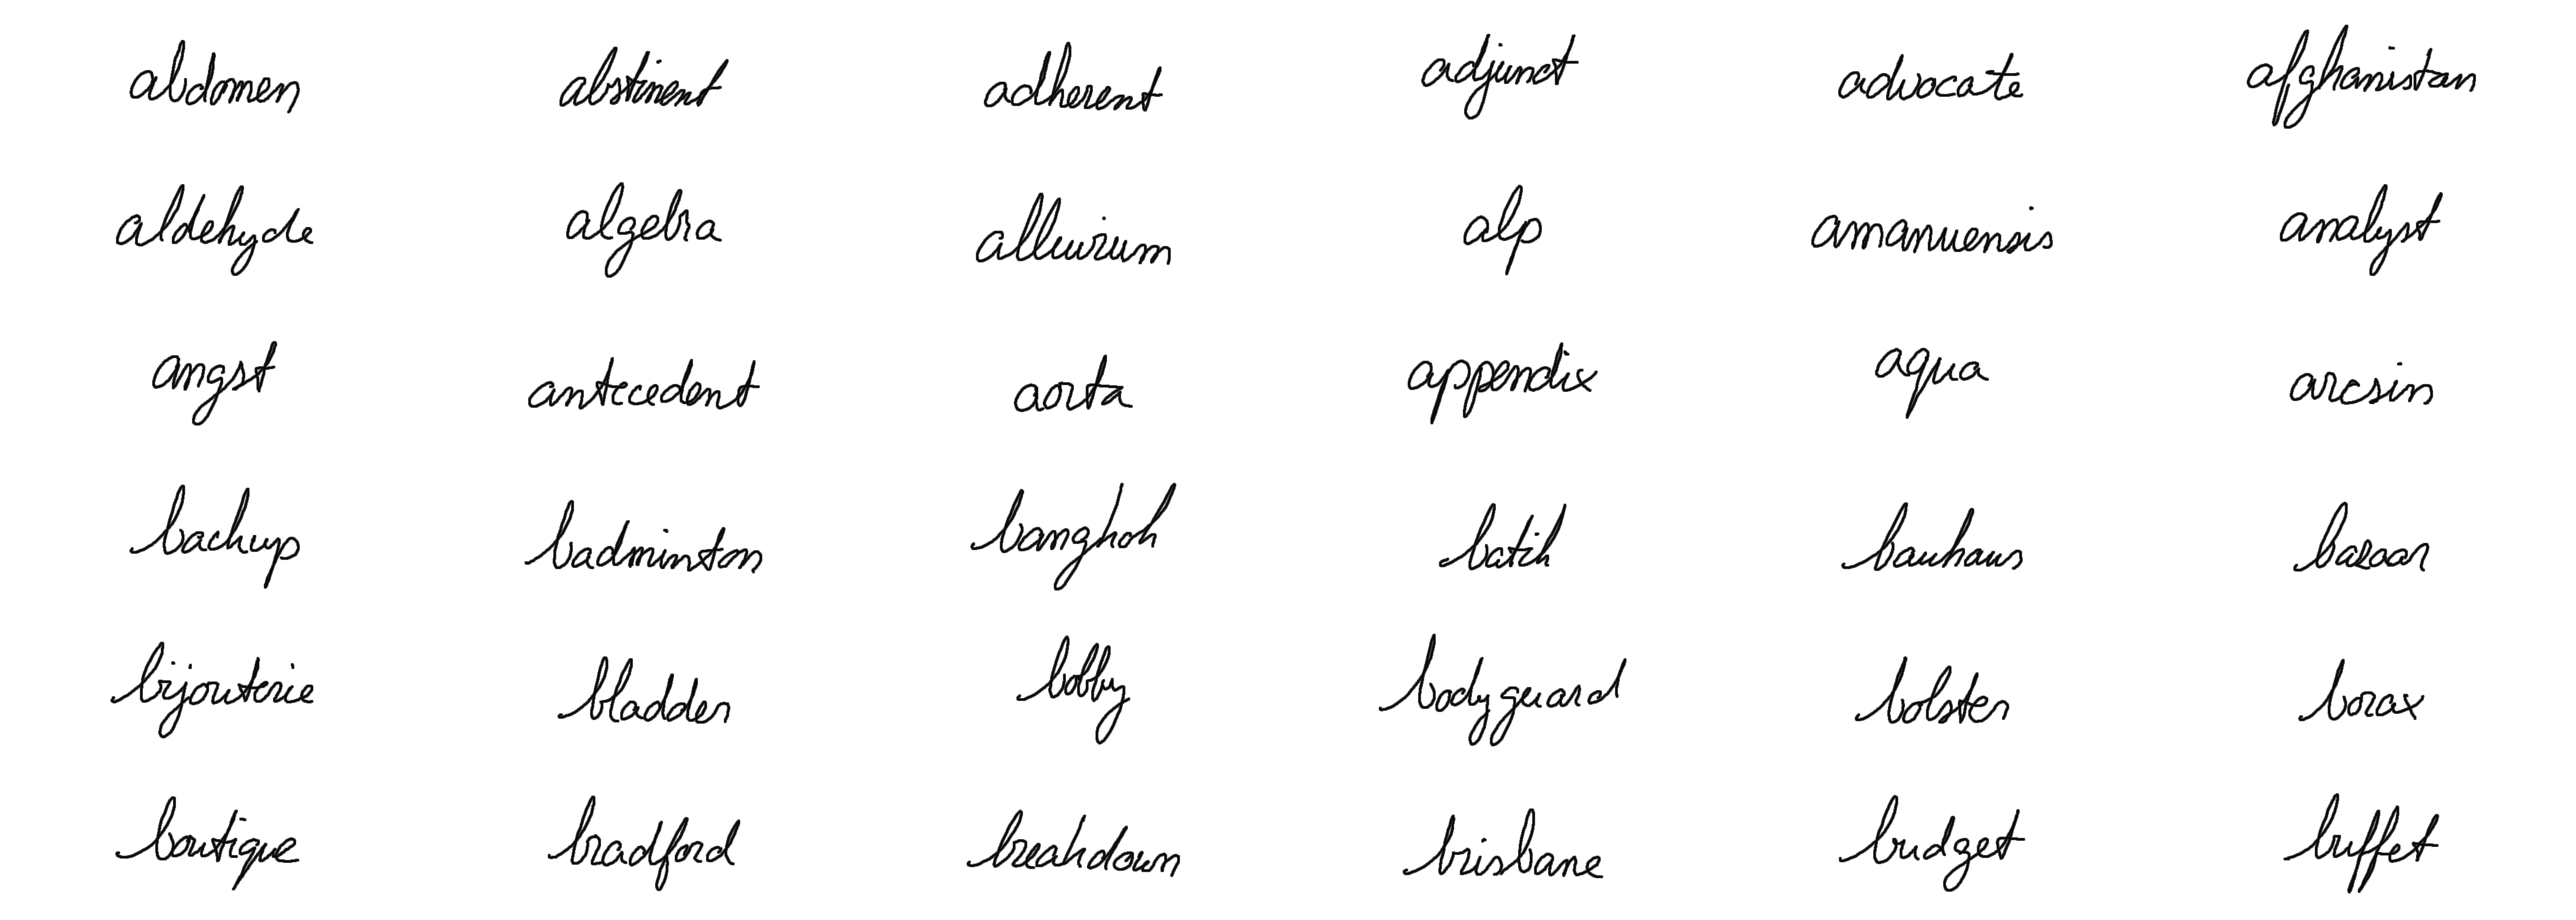 abdomen abstinent adherent adjunct advocate afghanistan
aldehyde algebra alluvium alp amanuensis analyst
angst antecedent aorta appendix aqua arcsin
backup badminton bangkok batik bauhaus bazaar
bijouterie bladder bobby bodyguard bolster borax
boutique bradford breakdown brisbane budget buffet